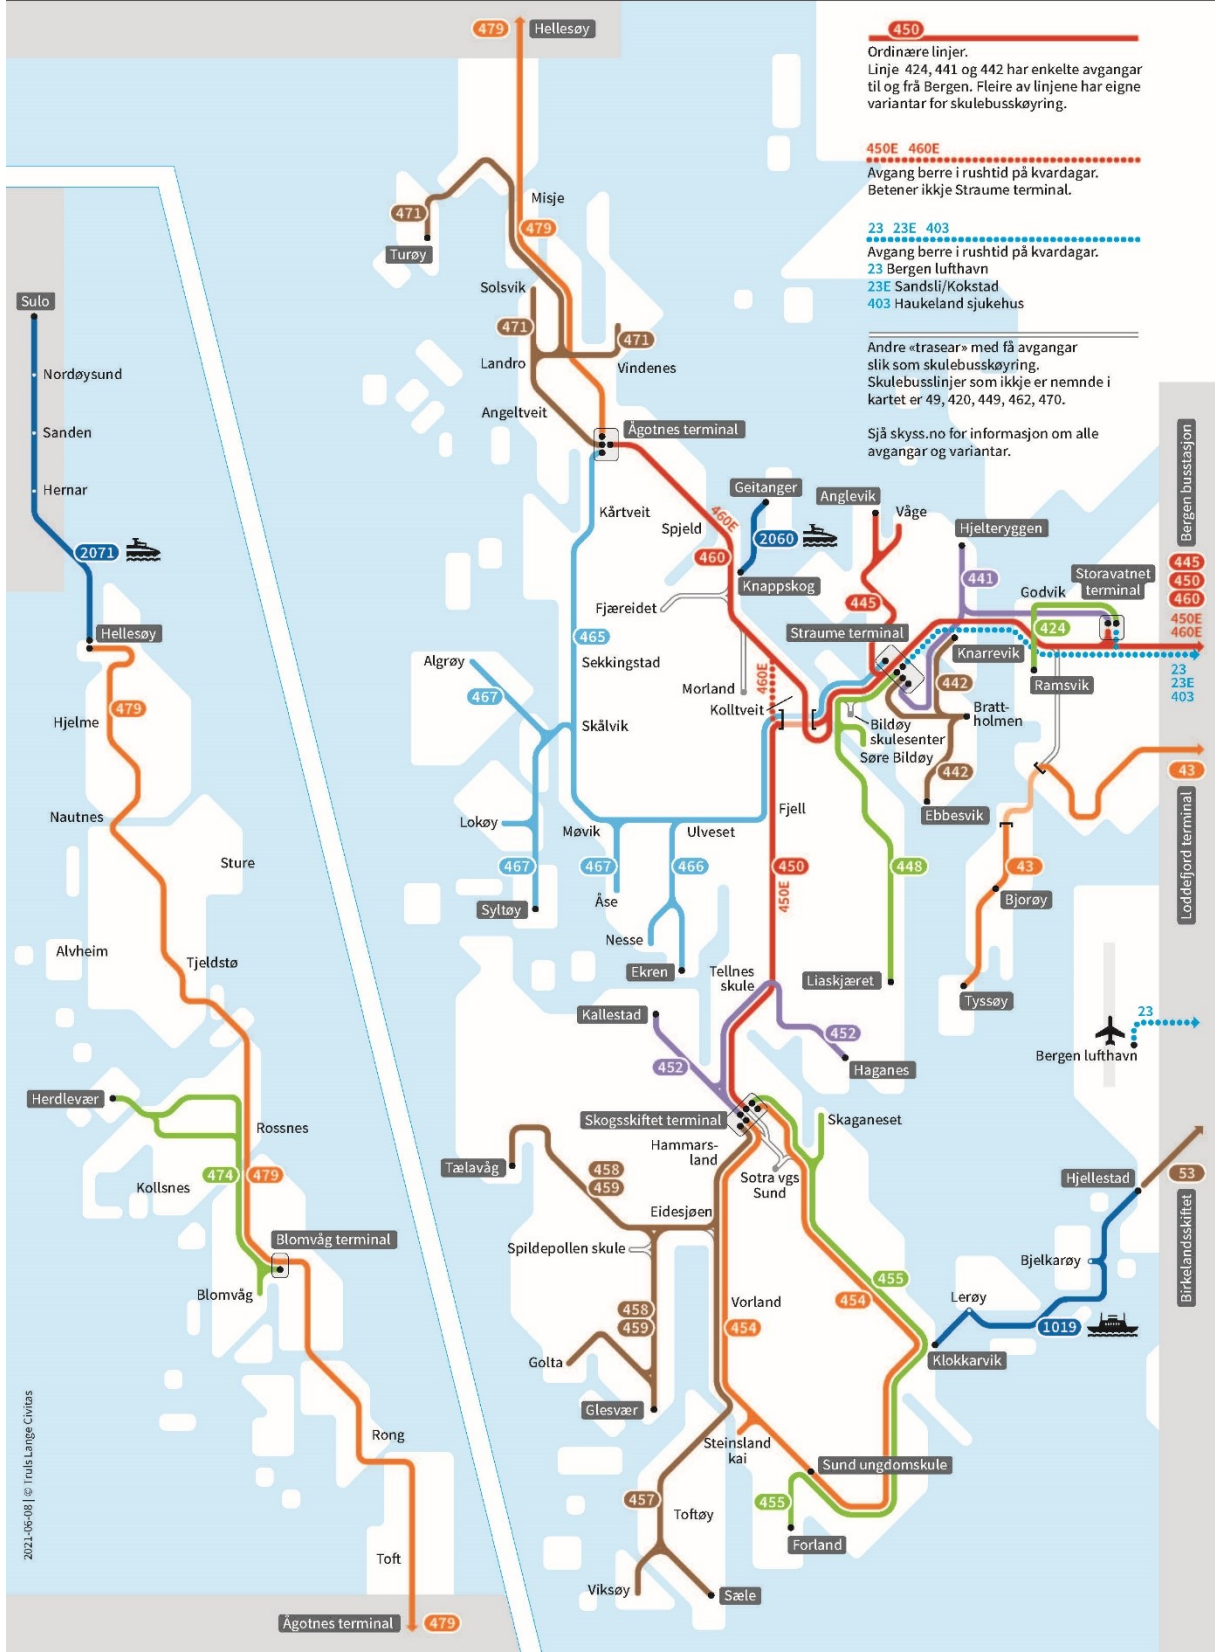 479 Hellesøy
450
Ordinære linjer.
Linje 424, 441 og 442 har enkelte avgangar
til og frå Bergen. Fleire av linjene har eigne
variantar for skulebusskøyring.
450E 460E
Avgang berre i rushtid på kvardagar.
Betener ikkje Straume terminal.
23 23E 403
Avgang berre i rushtid på kvardagar.
23 Bergen lufthavn
23E Sandsli/Kokstad
403 Haukeland sjukehus
Andre «trasear» med få avgangar
slik som skulebusskøyring.
Skulebusslinjer som ikkje er nemnde i
kartet er 49, 420, 449, 462, 470.
Sjå skyss.no for informasjon om alle
avgangar og variantar.
Misje
471
479
Turøy
Solsvik
471
471
Landro
Vindenes
Angeltveit
Ågotnes terminal
Sulo
Nordøysund
Sanden
Hernar
2071
Hellesøy
479
Hjelme
Nautnes
Sture
Alvheim
Tjeldstø
Herdlevær
Rossnes
474
479
Kollsnes
Blomvåg terminal
Blomvåg
Rong
Toft
Ågotnes terminal 479
2021-06-08 | © Truls Lange Civitas
Kårtveit
460E
Spjeld
460
Geitanger
2060
Knappskog
Fjæreidet
Anglevik
Våge
445
Hjelteryggen
441
Godvik
Storavatnet
terminal
424
Straume terminal
Knarrevik
Ramsvik
Bergen busstasjon
445
450
460
450E
460E
23
23E
403
465
Sekkingstad
Algrøy
467
Skålvik
460E
Morland
Kolltveit
442
Bratt-
holmen
Bildøy
skulesenter
Søre Bildøy
442
Ebbesvik
43
Loddefjord terminal
Lokøy
Møvik
Ulveset
Fjell
467
467
466
450
450E
448
43
Bjorøy
Syltøy
Åse
Nesse
Ekren
Tellnes
skule
Liaskjæret
Tyssøy
Kallestad
452
452
Haganes
23
Bergen lufthavn
Skogsskiftet terminal
Skaganeset
Hammars-
land
Tælavåg
458
459
Sotra vgs
Sund
Eidesjøen
Spildepollen skule
Hjellestad
53
Birkelandsskiftet
Bjelkarøy
455
454
Lerøy
1019
Klokkarvik
458
459
Vorland
454
Golta
Glesvær
Steinsland
kai
Sund ungdomskule
457
Toftøy
455
Forland
Viksøy
Sæle